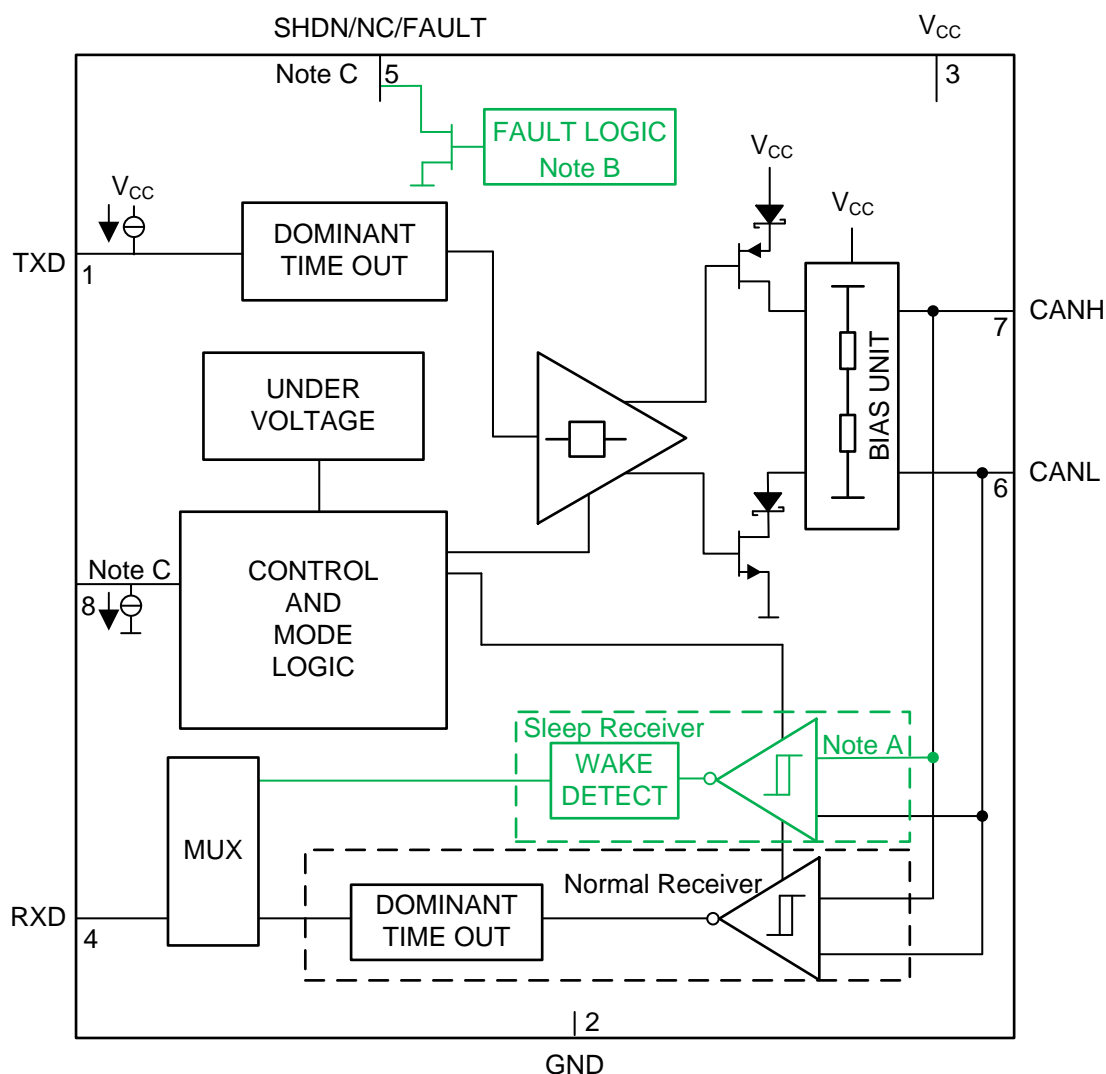 SHDN/NC/FAULT
VCC
Note C
5
3
FAULT LOGIC
Note B
VCC
VCC
VCC
TXD
1
DOMINANT
TIME OUT
BIAS UNIT
7
CANH
UNDER
VOLTAGE
6
CANL
Note C
8
CONTROL
AND
MODE
LOGIC
Sleep Receiver
Note A
WAKE
DETECT
MUX
Normal Receiver
DOMINANT
TIME OUT
RXD
4
2
GND